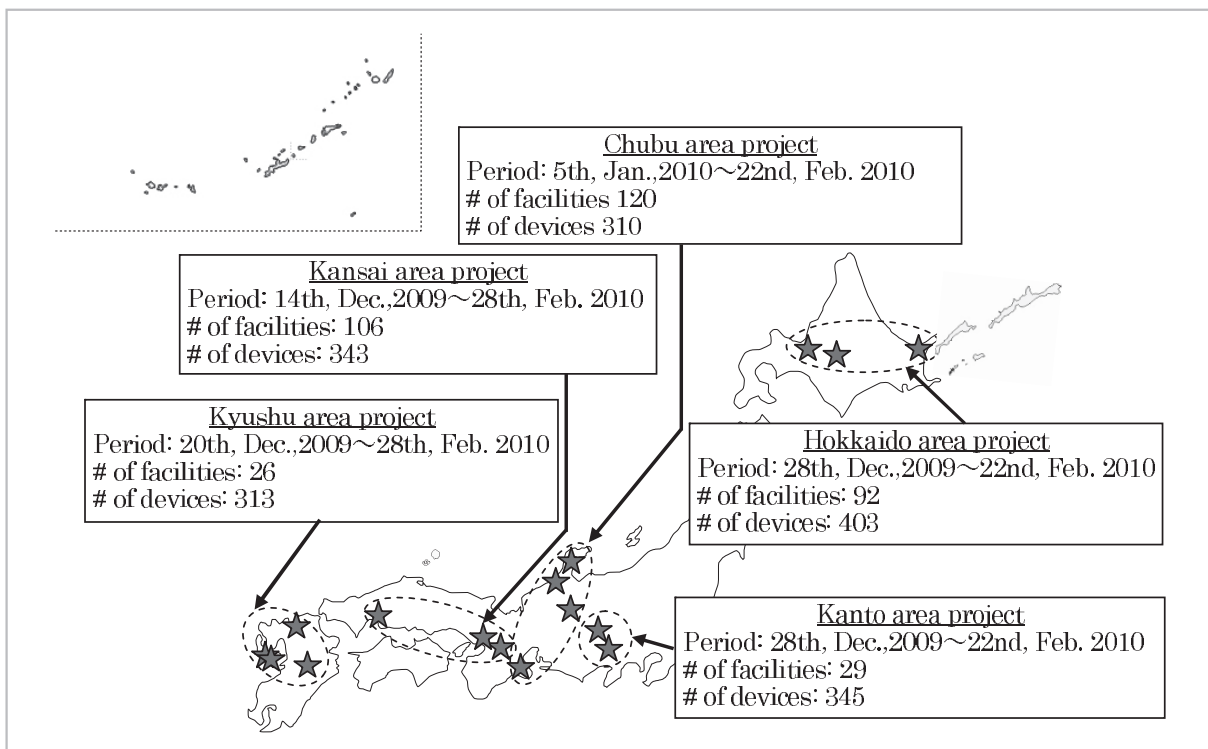 Chubu area project
Period: 5th, Jan.,2010～22nd, Feb. 2010
# of facilities 120
# of devices 310
Kansai area project
Period: 14th, Dec.,2009～28th, Feb. 2010
# of facilities: 106
# of devices: 343
Kyushu area project
Period: 20th, Dec.,2009～28th, Feb. 2010
# of facilities: 26
# of devices: 313
Hokkaido area project
Period: 28th, Dec.,2009～22nd, Feb. 2010
# of facilities: 92
# of devices: 403
Kanto area project
Period: 28th, Dec.,2009～22nd, Feb. 2010
# of facilities: 29
# of devices: 345